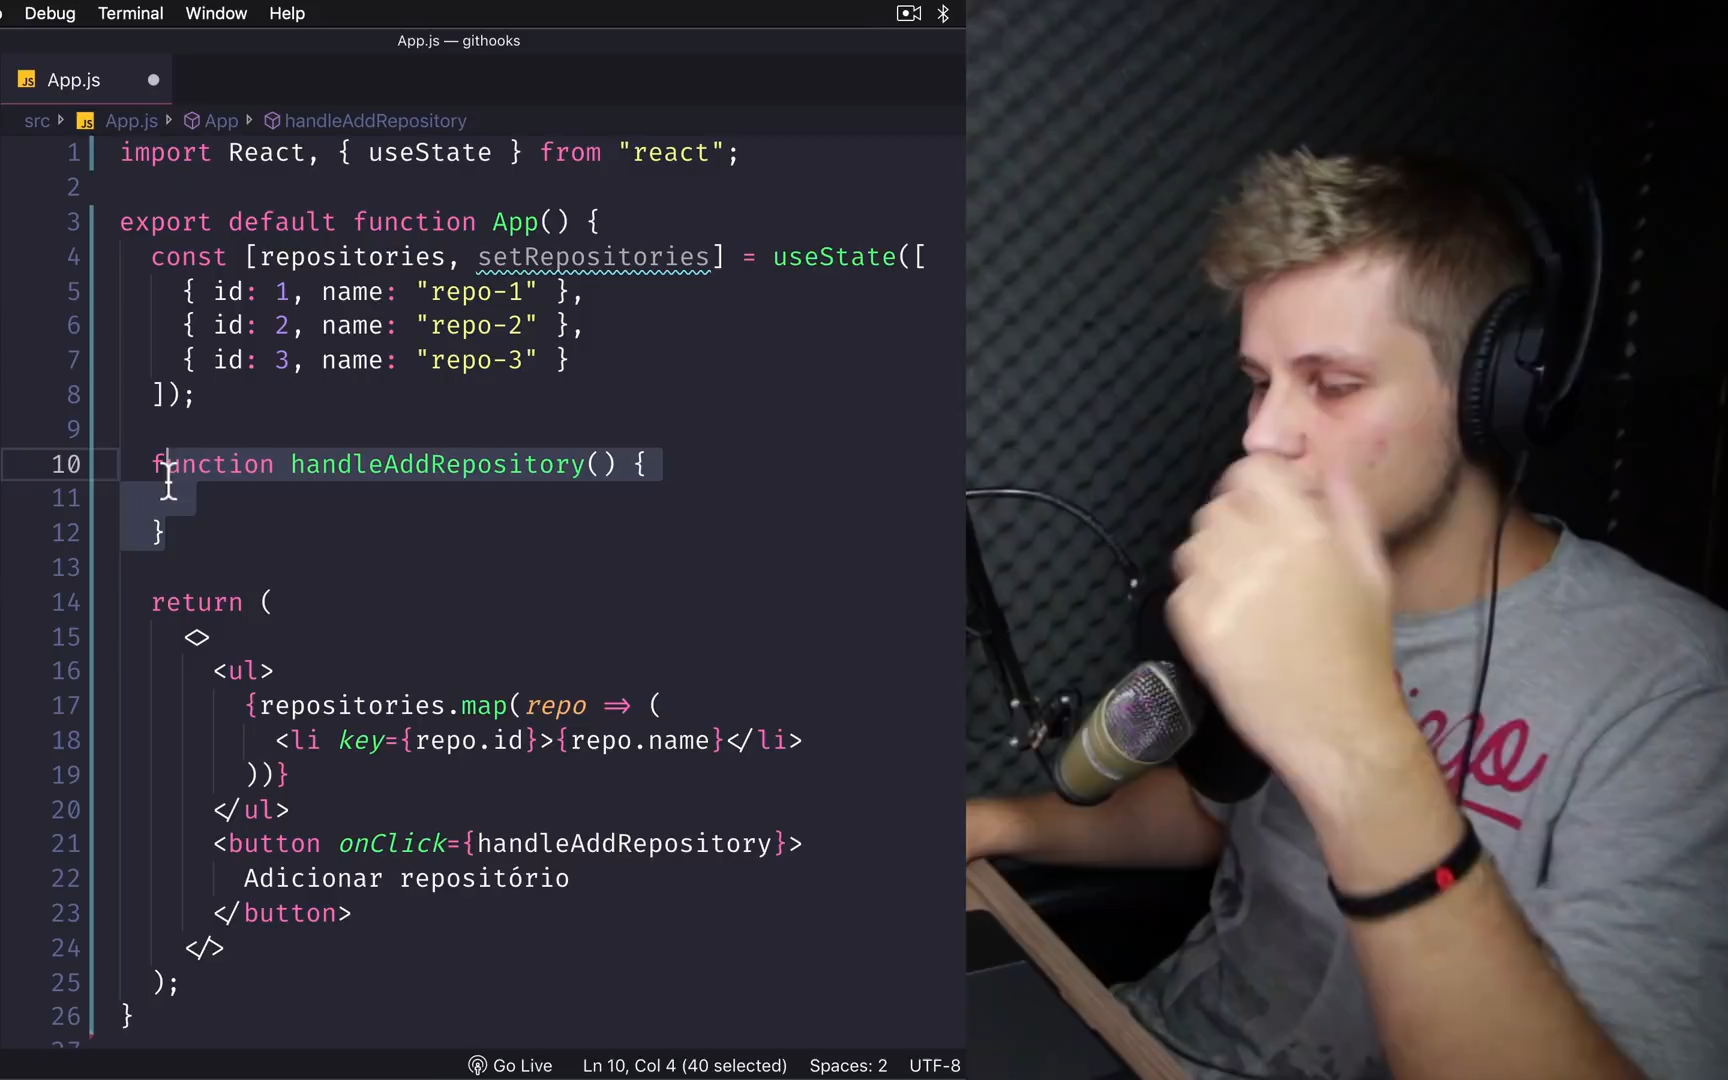 Debug Terminal Window Help
App.js — githooks
JS App.js
src JS App.js App handleAddRepository
1 import React, { useState } from "react";
2
3 export default function App() {
4 const [repositories, setRepositories] = useState([
5 { id: 1, name: "repo-1" },
6 { id: 2, name: "repo-2" },
7 { id: 3, name: "repo-3" }
8 ]);
9
10 function handleAddRepository() {
11
12 }
13
14 return (
15 <>
16 <ul>
17 {repositories.map(repo => (
18 <li key={repo.id}>{repo.name}</li>
19 ))}
20 </ul>
21 <button onClick={handleAddRepository}>
22 Adicionar repositório
23 </button>
24 </>
25 );
26 }
Go Live Ln 10, Col 4 (40 selected) Spaces: 2 UTF-8